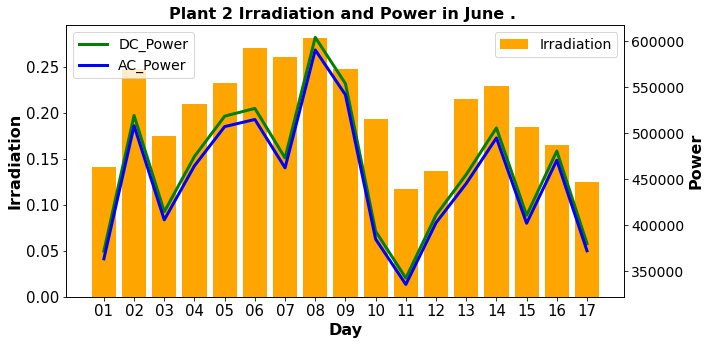 Plant 2 Irradiation and Power in June .
DC_Power
AC_Power
Irradiation
0.25
0.20
0.15
0.10
0.05
0.00
Irradiation
600000
550000
500000
450000
400000
350000
Power
01 02 03 04 05 06 07 08 09 10 11 12 13 14 15 16 17
Day